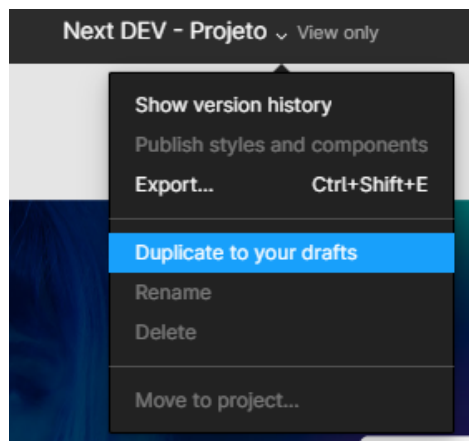 Next DEV - Projeto View only
Show version history
Publish styles and components
Export... Ctrl+Shift+E
Duplicate to your drafts
Rename
Delete
Move to project...